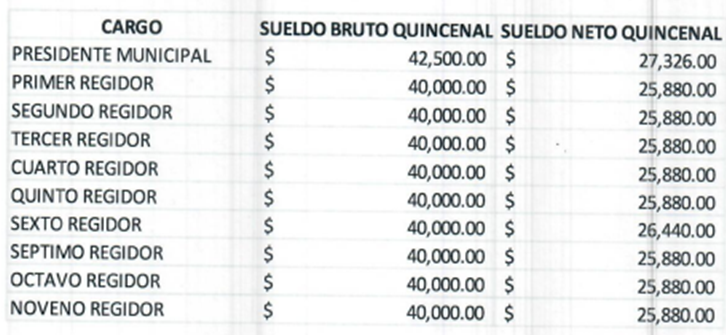 CARGO SUELDO BRUTO QUINCENAL SUELDO NETO QUINCENAL
PRESIDENTE MUNICIPAL $ 42,500.00 $ 27,326.00
PRIMER REGIDOR $ 40,000.00 $ 25,880.00
SEGUNDO REGIDOR $ 40,000.00 $ 25,880.00
TERCER REGIDOR $ 40,000.00 $ 25,880.00
CUARTO REGIDOR $ 40,000.00 $ 25,880.00
QUINTO REGIDOR $ 40,000.00 $ 25,880.00
SEXTO REGIDOR $ 40,000.00 $ 26,440.00
SEPTIMO REGIDOR $ 40,000.00 $ 25,880.00
OCTAVO REGIDOR $ 40,000.00 $ 25,880.00
NOVENO REGIDOR $ 40,000.00 $ 25,880.00